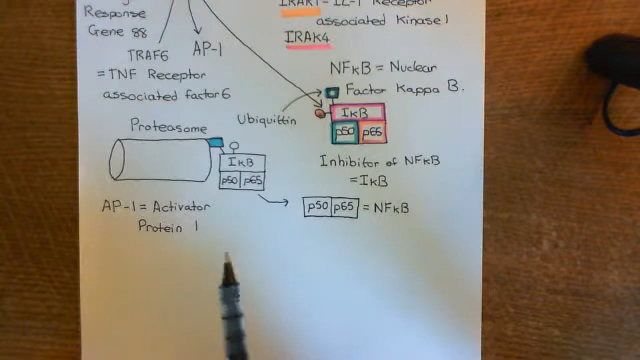 Response
Gene 88
TRAF6
AP-1
= TNF Receptor
associated factor 6
IRAK1 = IL-1 Receptor
associated Kinase 1
IRAK4
NFκB = Nuclear
Factor Kappa B.
Ubiquitin
IκB
p50 p65
Proteasome
IκB
p50 p65
Inhibitor of NFκB
= IκB
p50 p65 = NFκB
AP-1 = Activator
Protein 1